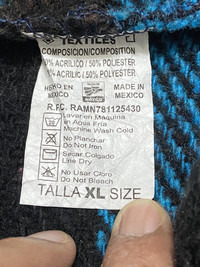 TEXTILES
COMPOSICION/COMPOSITION
0% ACRILICO / 50% POLIESTER
% ACRILIC / 50% POLYESTER
HECHO EN MEXICO
MADE IN MEXICO
R.F.C. RAMN781125430
Lavar en Maquina
en Agua Fria
Machine Wash Cold
No Planchar
Do Not Iron
Secar Colgado
Line Dry
No Usar Cloro
Do Not Bleach
TALLA XL SIZE